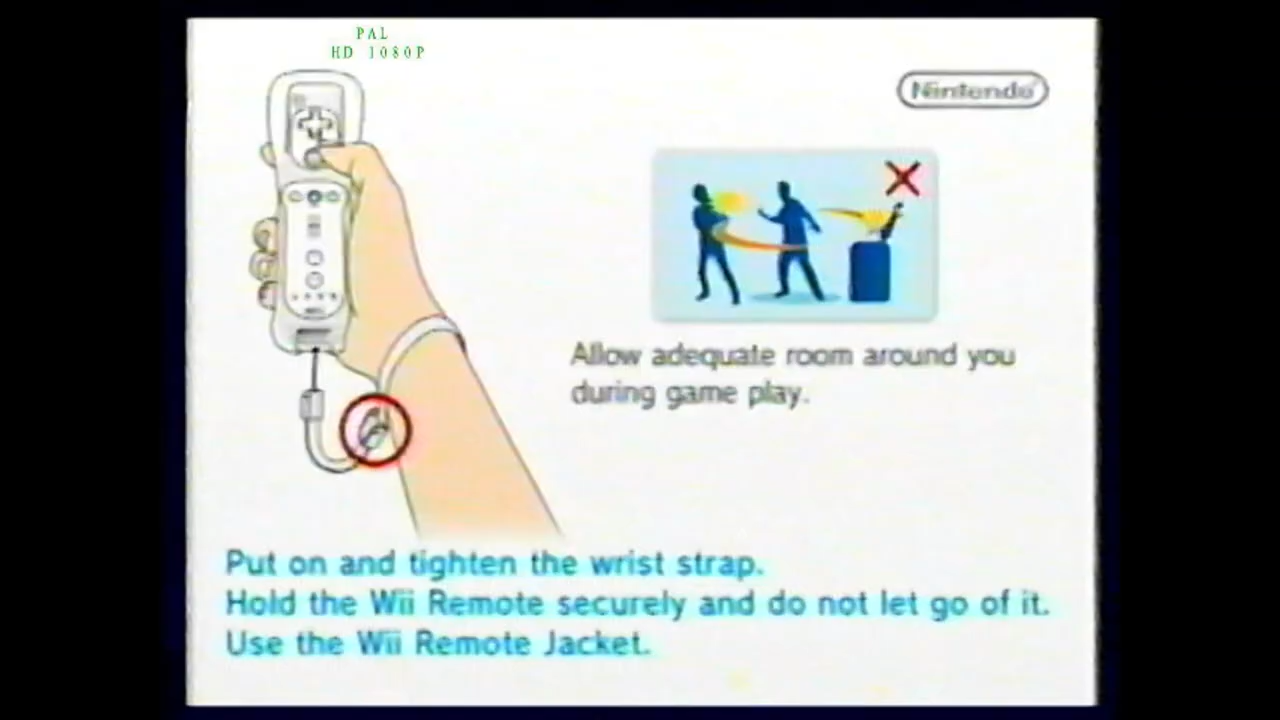 PAL
HD 1080P
Nintendo
Allow adequate room around you
during game play.
Put on and tighten the wrist strap.
Hold the Wii Remote securely and do not let go of it.
Use the Wii Remote Jacket.